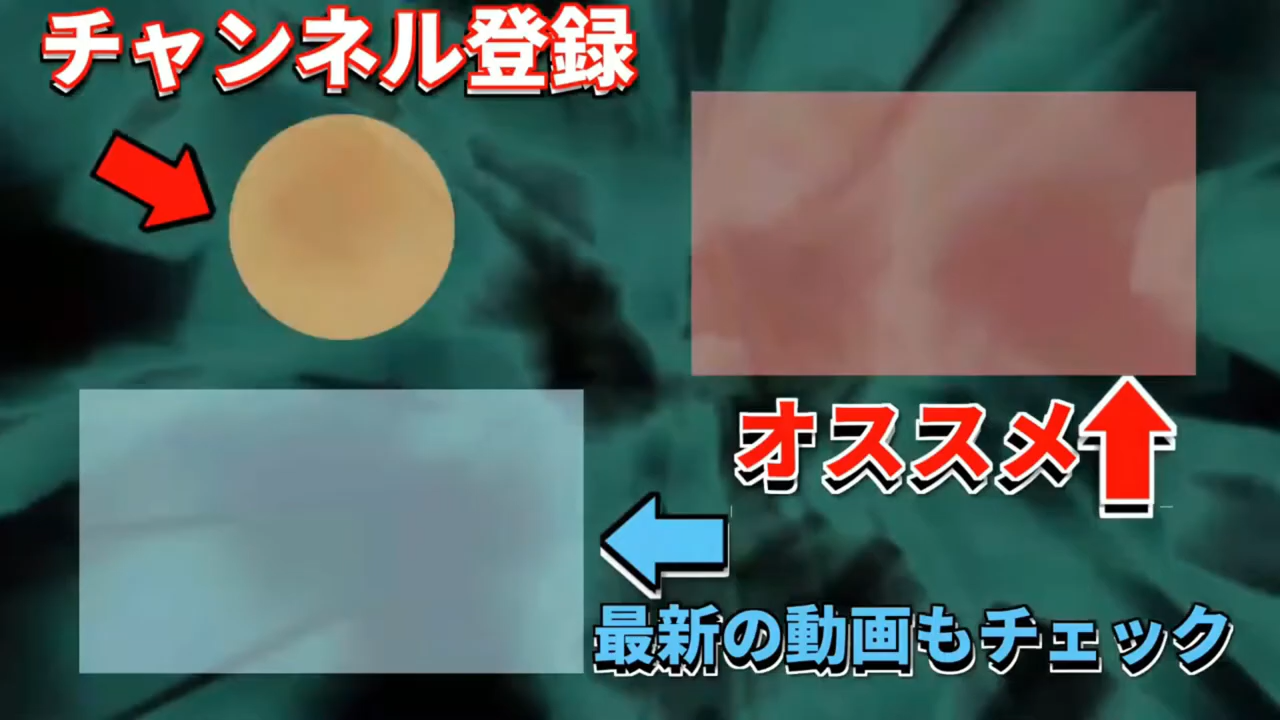 チャンネル登録
オススメ
最新の動画もチェック